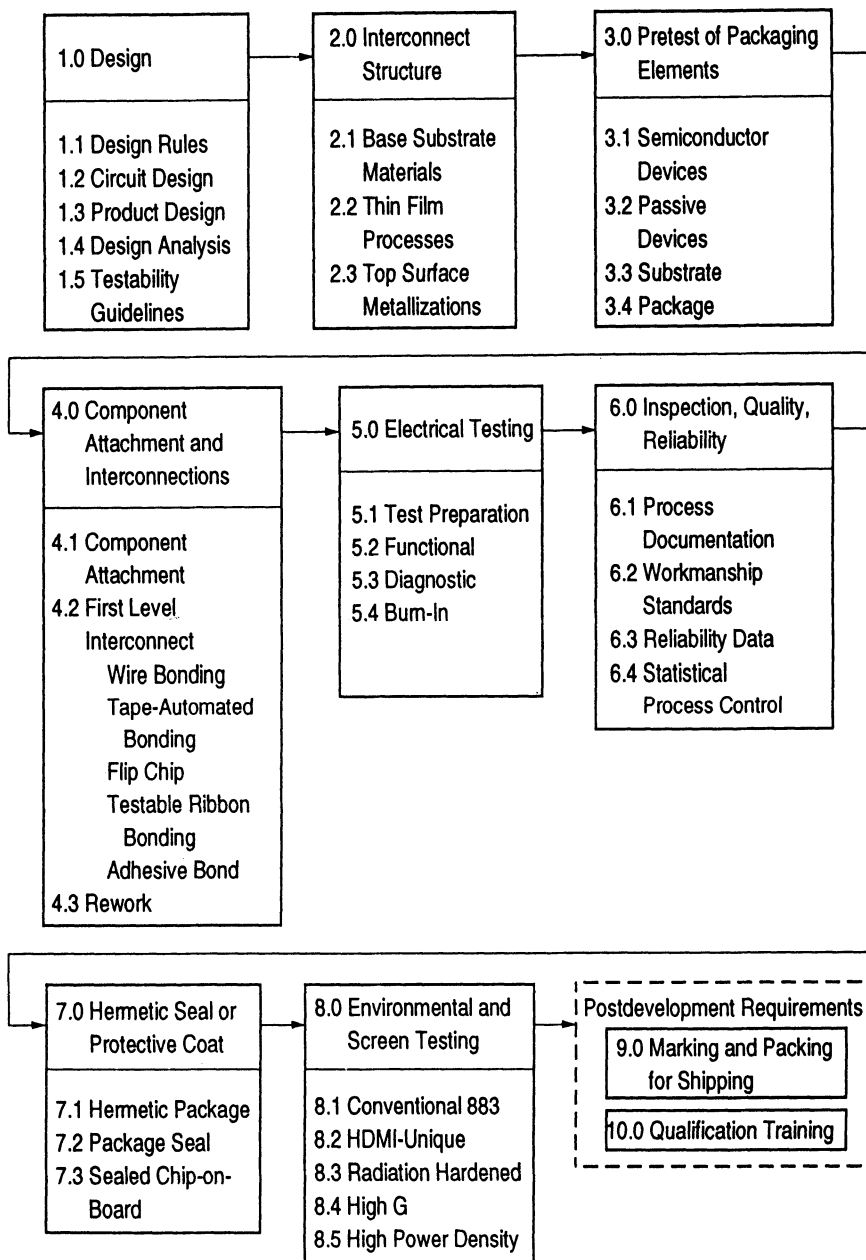 1.0 Design
1.1 Design Rules
1.2 Circuit Design
1.3 Product Design
1.4 Design Analysis
1.5 Testability
Guidelines
2.0 Interconnect
Structure
2.1 Base Substrate
Materials
2.2 Thin Film
Processes
2.3 Top Surface
Metallizations
3.0 Pretest of Packaging
Elements
3.1 Semiconductor
Devices
3.2 Passive
Devices
3.3 Substrate
3.4 Package
4.0 Component
Attachment and
Interconnections
4.1 Component
Attachment
4.2 First Level
Interconnect
Wire Bonding
Tape-Automated
Bonding
Flip Chip
Testable Ribbon
Bonding
Adhesive Bond
4.3 Rework
5.0 Electrical Testing
5.1 Test Preparation
5.2 Functional
5.3 Diagnostic
5.4 Burn-In
6.0 Inspection, Quality,
Reliability
6.1 Process
Documentation
6.2 Workmanship
Standards
6.3 Reliability Data
6.4 Statistical
Process Control
7.0 Hermetic Seal or
Protective Coat
7.1 Hermetic Package
7.2 Package Seal
7.3 Sealed Chip-on-
Board
8.0 Environmental and
Screen Testing
8.1 Conventional 883
8.2 HDMI-Unique
8.3 Radiation Hardened
8.4 High G
8.5 High Power Density
Postdevelopment Requirements
9.0 Marking and Packing
for Shipping
10.0 Qualification Training